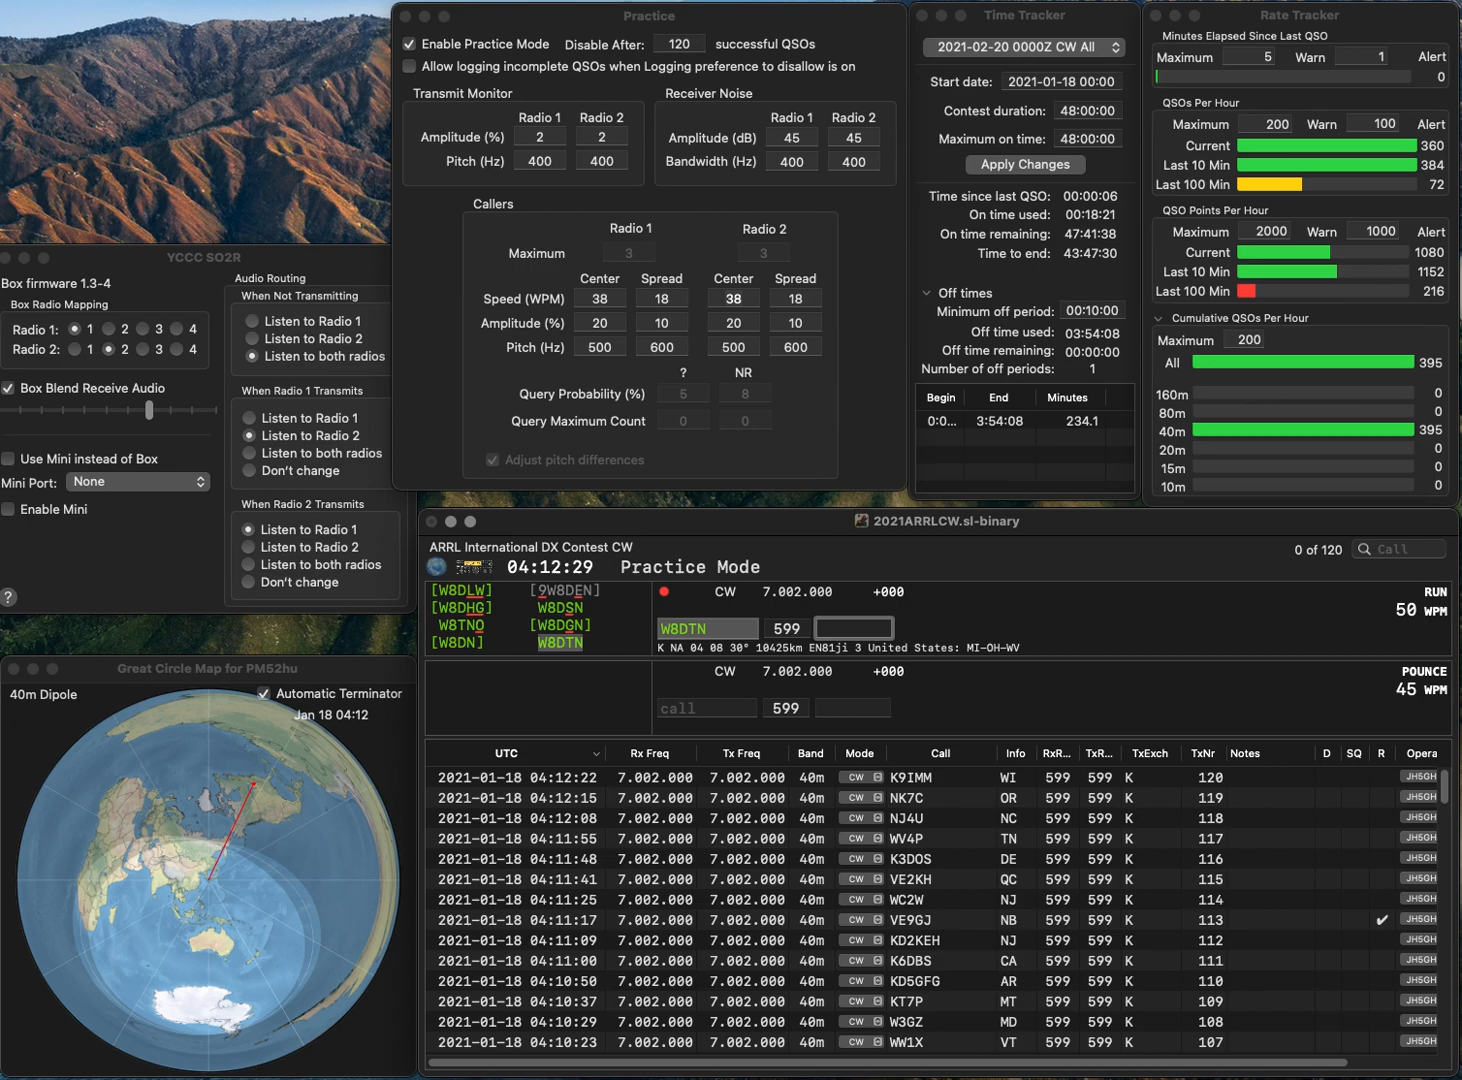 Practice
Enable Practice Mode Disable After: 120 successful QSOs
Allow logging incomplete QSOs when Logging preference to disallow is on
Transmit Monitor
Radio 1 Radio 2
Amplitude (%) 2 2
Pitch (Hz) 400 400
Receiver Noise
Radio 1 Radio 2
Amplitude (dB) 45 45
Bandwidth (Hz) 400 400
Callers
Radio 1 Radio 2
Maximum 3 3
Center Spread Center Spread
Speed (WPM) 38 18 38 18
Amplitude (%) 20 10 20 10
Pitch (Hz) 500 600 500 600
? NR
Query Probability (%) 5 8
Query Maximum Count 0 0
Adjust pitch differences
Time Tracker
2021-02-20 0000Z CW All
Start date: 2021-01-18 00:00
Contest duration: 48:00:00
Maximum on time: 48:00:00
Apply Changes
Time since last QSO: 00:00:06
On time used: 00:18:21
On time remaining: 47:41:38
Time to end: 43:47:30
Off times
Minimum off period: 00:10:00
Off time used: 03:54:08
Off time remaining: 00:00:00
Number of off periods: 1
Begin End Minutes
0:0... 3:54:08 234.1
Rate Tracker
Minutes Elapsed Since Last QSO
Maximum 5 Warn 1 Alert
0
QSOs Per Hour
Maximum 200 Warn 100 Alert
Current 360
Last 10 Min 384
Last 100 Min 72
QSO Points Per Hour
Maximum 2000 Warn 1000 Alert
Current 1080
Last 10 Min 1152
Last 100 Min 216
Cumulative QSOs Per Hour
Maximum 200
All 395
160m 0
80m 0
40m 395
20m 0
15m 0
10m 0
YCCC SO2R
Box firmware 1.3-4
Box Radio Mapping
Radio 1: 1 2 3 4
Radio 2: 1 2 3 4
Box Blend Receive Audio
Use Mini instead of Box
Mini Port: None
Enable Mini
?
Audio Routing
When Not Transmitting
Listen to Radio 1
Listen to Radio 2
Listen to both radios
When Radio 1 Transmits
Listen to Radio 1
Listen to Radio 2
Listen to both radios
Don't change
When Radio 2 Transmits
Listen to Radio 1
Listen to Radio 2
Listen to both radios
Don't change
Great Circle Map for PM52hu
40m Dipole Automatic Terminator
Jan 18 04:12
2021ARRLCW.sl-binary
ARRL International DX Contest CW
0 of 120 Call
04:12:29 Practice Mode
[W8DLW] [9W8DEN]
[W8DHG] W8DSN
W8TNO [W8DGN]
[W8DN] W8DTN
CW 7.002.000 +000 RUN
50 WPM
W8DTN 599
K NA 04 08 30° 10425km EN81ji 3 United States: MI-OH-WV
CW 7.002.000 +000 POUNCE
45 WPM
call 599
UTC Rx Freq Tx Freq Band Mode Call Info RxR... TxR... TxExch TxNr Notes D SQ R Opera
2021-01-18 04:12:22 7.002.000 7.002.000 40m CW K9IMM WI 599 599 K 120 JH5GH
2021-01-18 04:12:15 7.002.000 7.002.000 40m CW NK7C OR 599 599 K 119 JH5GH
2021-01-18 04:12:08 7.002.000 7.002.000 40m CW NJ4U NC 599 599 K 118 JH5GH
2021-01-18 04:11:55 7.002.000 7.002.000 40m CW WV4P TN 599 599 K 117 JH5GH
2021-01-18 04:11:48 7.002.000 7.002.000 40m CW K3DOS DE 599 599 K 116 JH5GH
2021-01-18 04:11:41 7.002.000 7.002.000 40m CW VE2KH QC 599 599 K 115 JH5GH
2021-01-18 04:11:25 7.002.000 7.002.000 40m CW WC2W NJ 599 599 K 114 JH5GH
2021-01-18 04:11:17 7.002.000 7.002.000 40m CW VE9GJ NB 599 599 K 113 ✔ JH5GH
2021-01-18 04:11:09 7.002.000 7.002.000 40m CW KD2KEH NJ 599 599 K 112 JH5GH
2021-01-18 04:11:00 7.002.000 7.002.000 40m CW K6DBS CA 599 599 K 111 JH5GH
2021-01-18 04:10:50 7.002.000 7.002.000 40m CW KD5GFG AR 599 599 K 110 JH5GH
2021-01-18 04:10:37 7.002.000 7.002.000 40m CW KT7P MT 599 599 K 109 JH5GH
2021-01-18 04:10:29 7.002.000 7.002.000 40m CW W3GZ MD 599 599 K 108 JH5GH
2021-01-18 04:10:23 7.002.000 7.002.000 40m CW WW1X VT 599 599 K 107 JH5GH